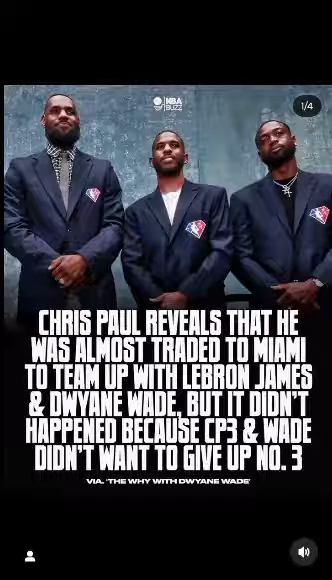 1/4
NBA
BUZZ
CHRIS PAUL REVEALS THAT HE
WAS ALMOST TRADED TO MIAMI
TO TEAM UP WITH LEBRON JAMES
& DWYANE WADE, BUT IT DIDN'T
HAPPENED BECAUSE CP3 & WADE
DIDN'T WANT TO GIVE UP NO. 3
VIA. 'THE WHY WITH DWYANE WADE'